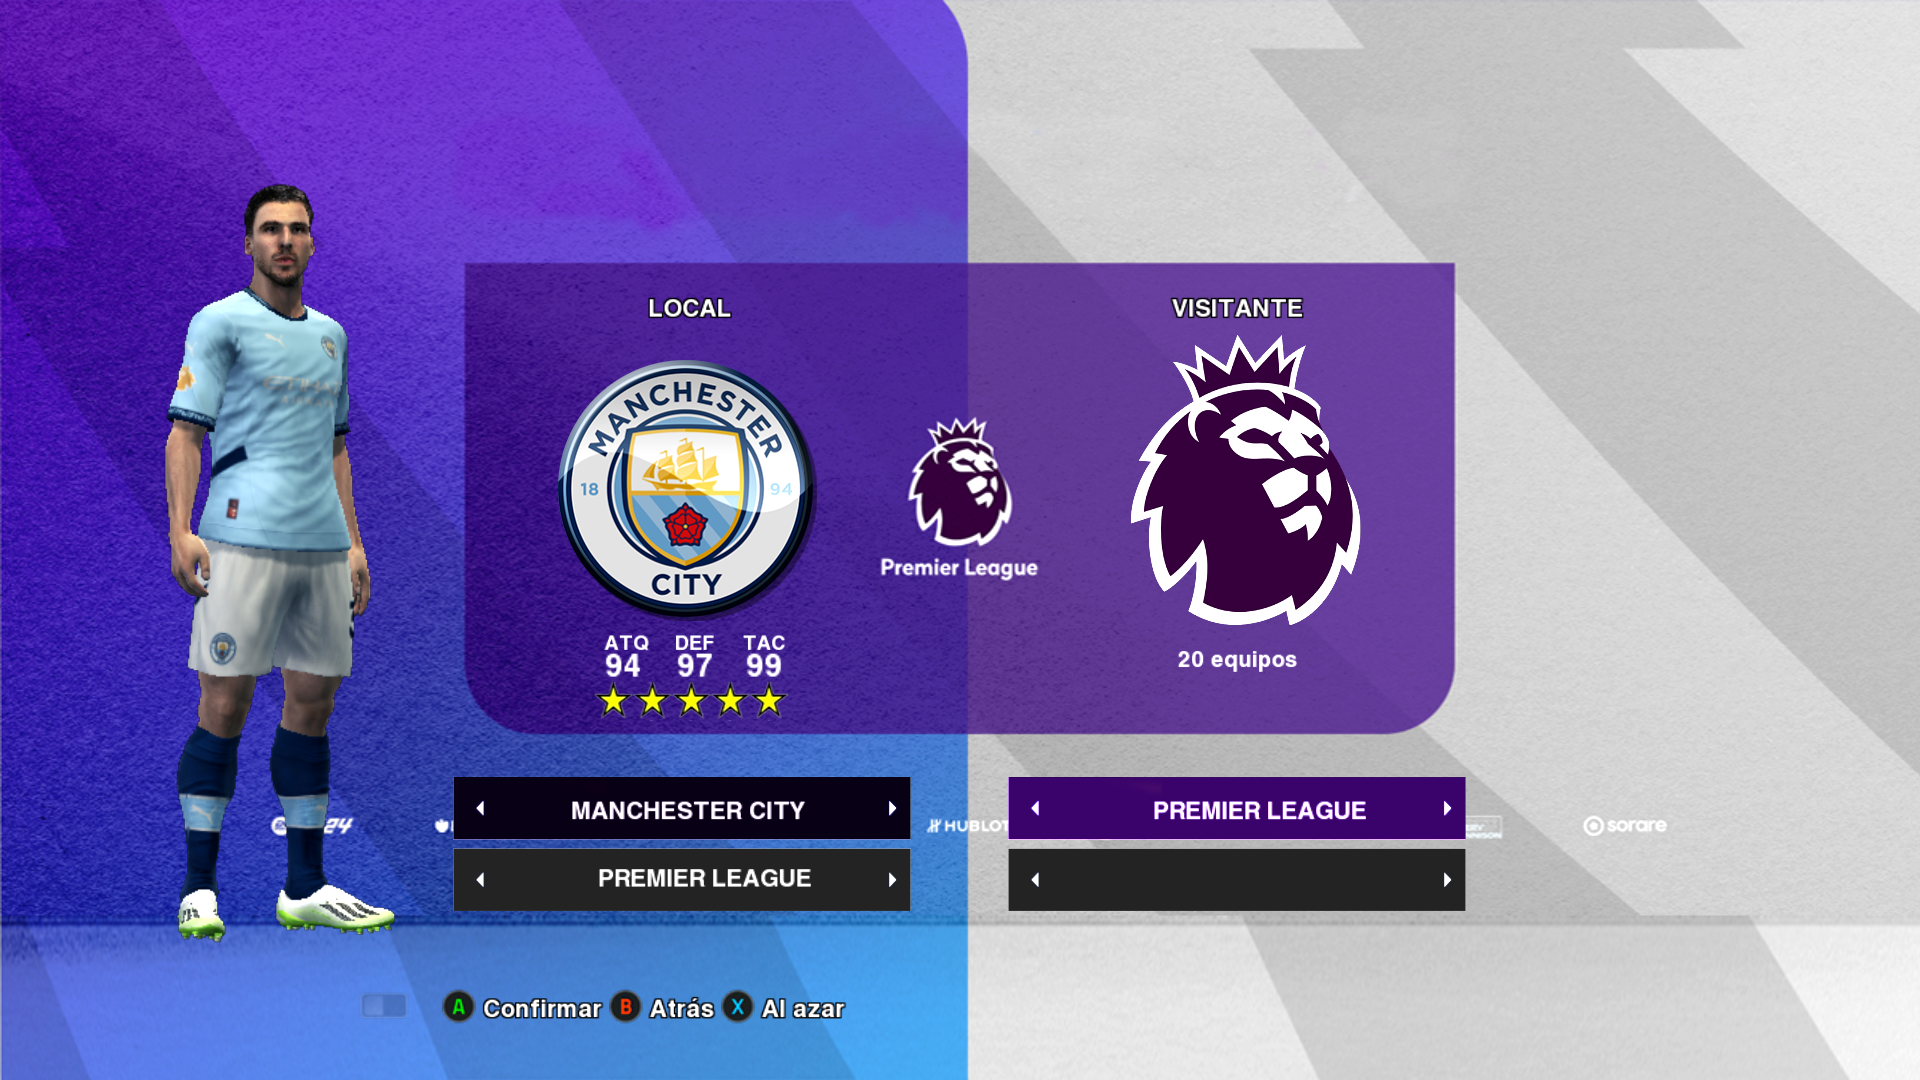 LOCAL
VISITANTE
MANCHESTER
18 94
CITY
Premier League
ATQ DEF TAC
94 97 99
20 equipos
MANCHESTER CITY
PREMIER LEAGUE
24
HUBLOT
sorare
PREMIER LEAGUE
A Confirmar B Atrás X Al azar